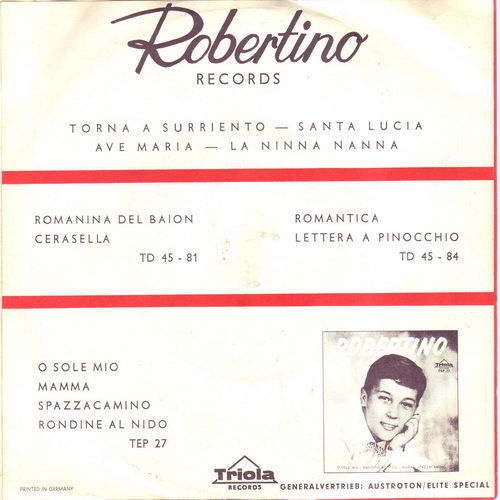 Robertino
RECORDS
TORNA A SURRIENTO — SANTA LUCIA
AVE MARIA — LA NINNA NANNA
ROMANINA DEL BAION
CERASELLA
TD 45 - 81
ROMANTICA
LETTERA A PINOCCHIO
TD 45 - 84
O SOLE MIO
MAMMA
SPAZZACAMINO
RONDINE AL NIDO
TEP 27
ROBERTINO
Triola
TEP 27
Triola
RECORDS
PRINTED IN GERMANY
GENERALVERTRIEB: AUSTROTON/ELITE SPECIAL